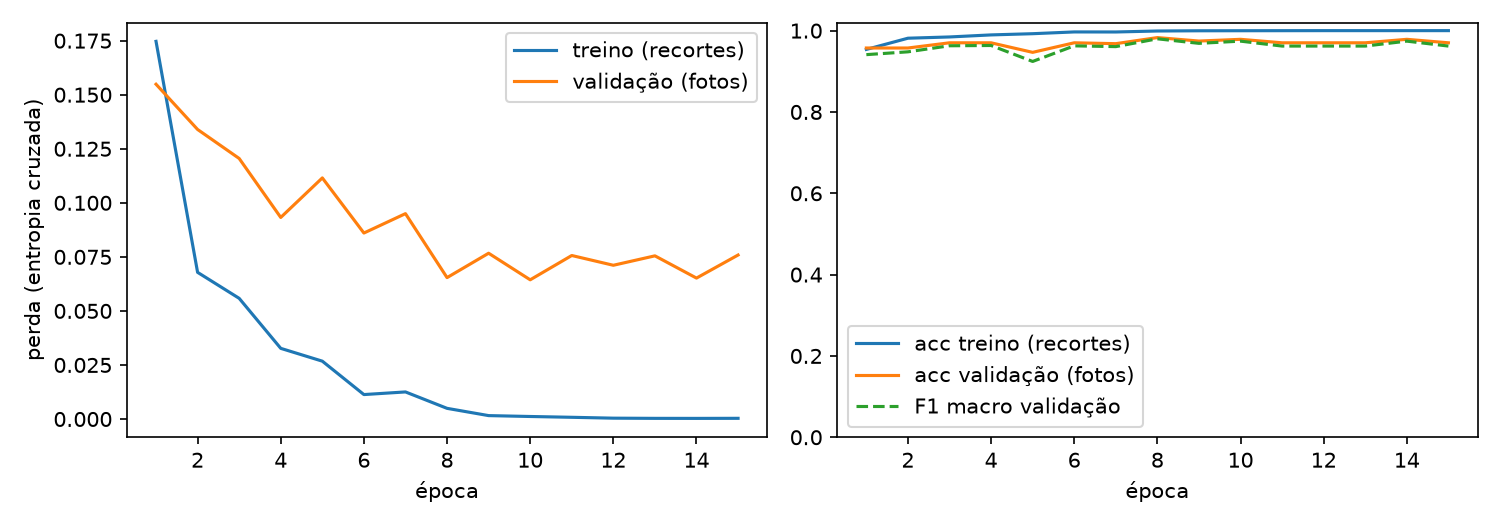 treino (recortes)
validação (fotos)
perda (entropia cruzada)
0.175
0.150
0.125
0.100
0.075
0.050
0.025
0.000
2 4 6 8 10 12 14
época
1.0
0.8
0.6
0.4
0.2
0.0
acc treino (recortes)
acc validação (fotos)
F1 macro validação
2 4 6 8 10 12 14
época